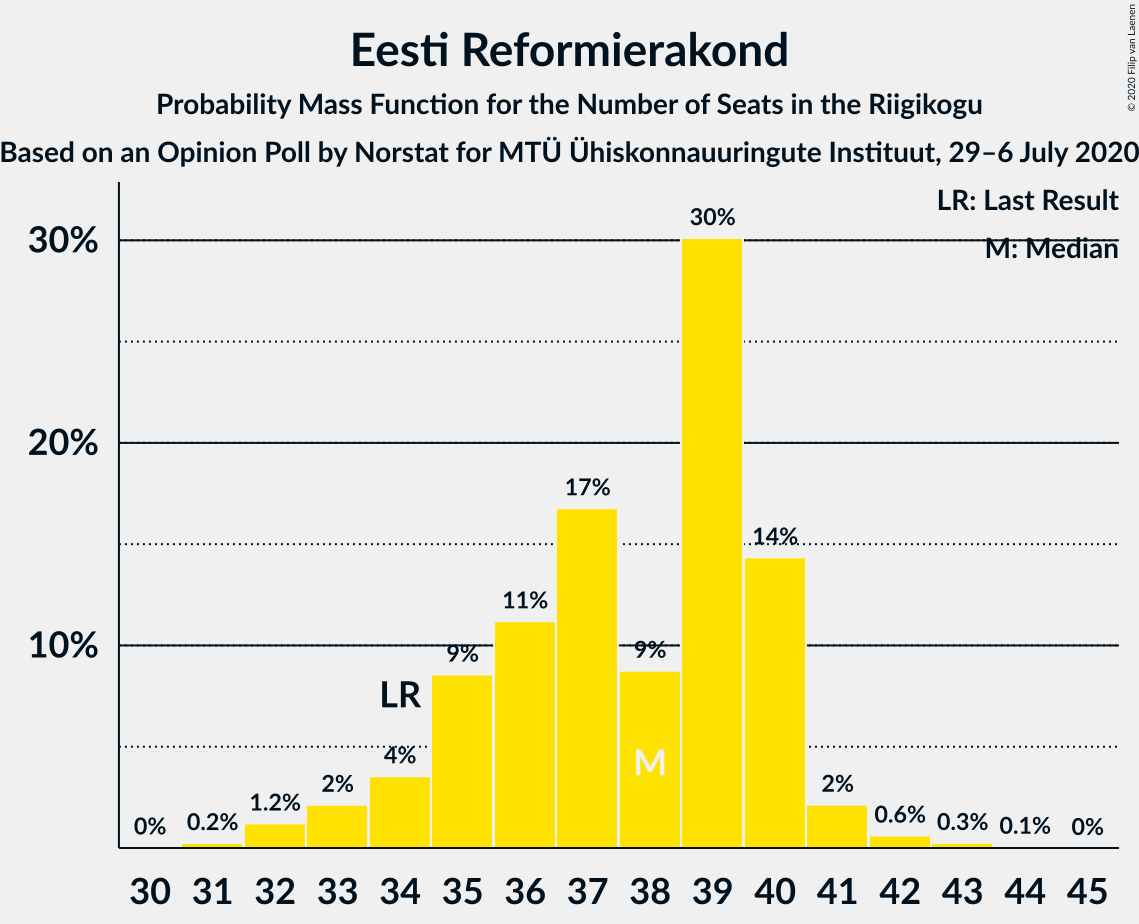 Eesti Reformierakond
Probability Mass Function for the Number of Seats in the Riigikogu
Based on an Opinion Poll by Norstat for MTÜ Ühiskonnauuringute Instituut, 29–6 July 2020
© 2020 Filip van Laenen
LR: Last Result
M: Median
30%
20%
10%
0%
0.2%
1.2%
2%
4%
LR
9%
11%
17%
9%
M
30%
14%
2%
0.6%
0.3%
0.1%
0%
30 31 32 33 34 35 36 37 38 39 40 41 42 43 44 45